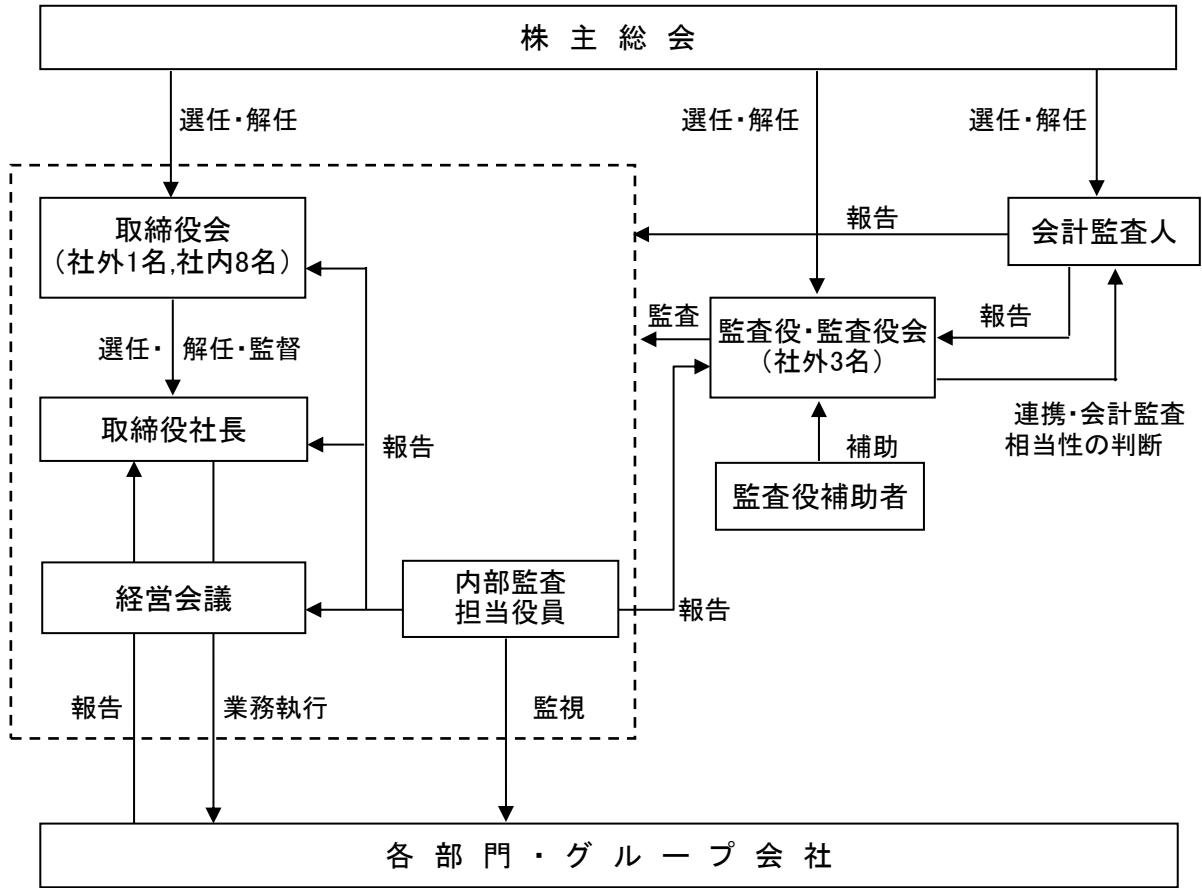 株主総会
選任・解任
選任・解任
選任・解任
取締役会
（社外1名,社内8名）
報告
会計監査人
監査
監査役・監査役会
（社外3名）
報告
選任・解任・監督
取締役社長
報告
連携・会計監査
相当性の判断
補助
監査役補助者
経営会議
内部監査
担当役員
報告
報告
業務執行
監視
各部門・グループ会社